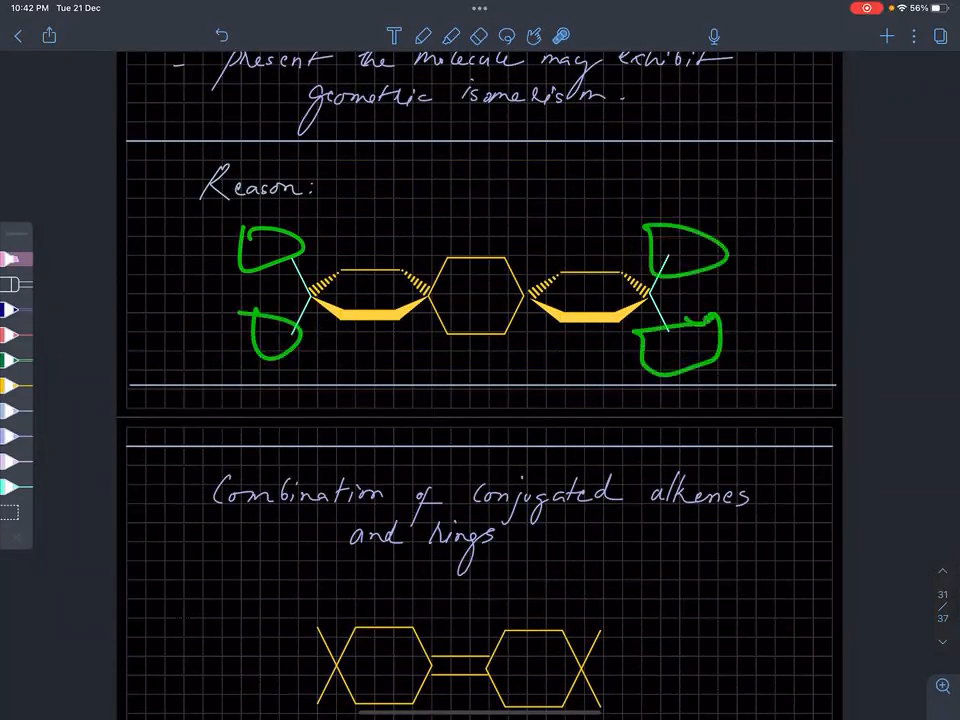 10:42 PM Tue 21 Dec
56%
- Present the molecule may exhibit
geometric isomerism.
Reason:
Combination of conjugated alkenes
and rings
31
/
37